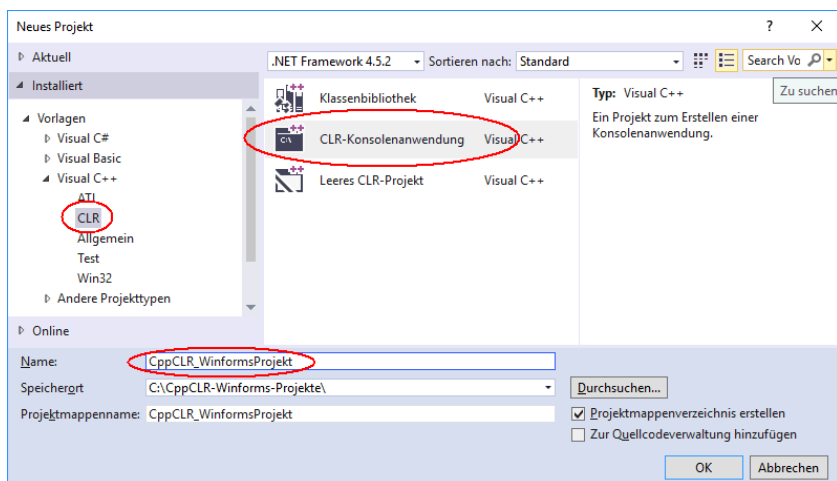 Neues Projekt
Aktuell
.NET Framework 4.5.2 Sortieren nach: Standard Search Vo
Installiert
Zu suchen
Vorlagen
Visual C#
Visual Basic
Visual C++
ATL
CLR
Allgemein
Test
Win32
Andere Projekttypen
Online
Klassenbibliothek Visual C++
CLR-Konsolenanwendung Visual C++
Leeres CLR-Projekt Visual C++
Typ: Visual C++
Ein Projekt zum Erstellen einer
Konsolenanwendung.
Name: CppCLR_WinformsProjekt
Speicherort C:\CppCLR-Winforms-Projekte\ Durchsuchen...
Projektmappenname: CppCLR_WinformsProjekt
Projektmappenverzeichnis erstellen
Zur Quellcodeverwaltung hinzufügen
OK Abbrechen